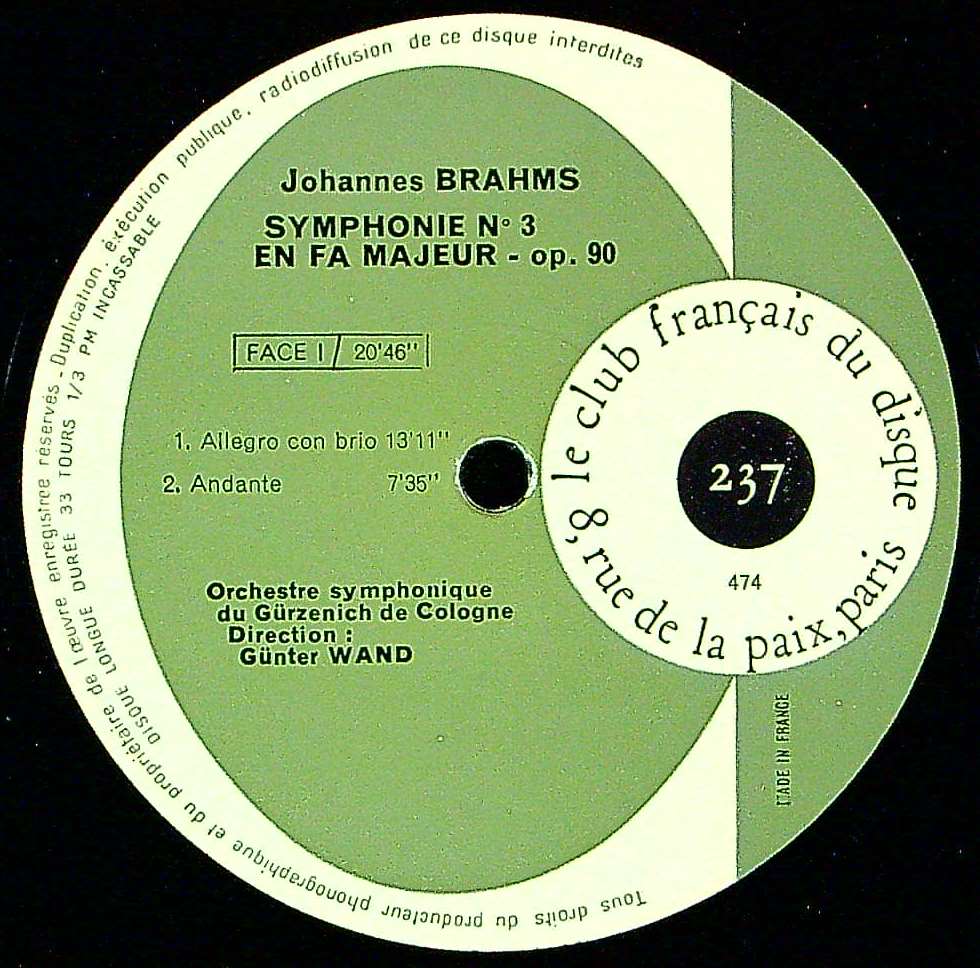 Johannes BRAHMS
SYMPHONIE N° 3
EN FA MAJEUR - op. 90
FACE I / 20'46"
1. Allegro con brio 13'11"
2. Andante 7'35"
Orchestre symphonique
du Gürzenich de Cologne
Direction :
Günter WAND
le club français du disque
8, rue de la paix, paris
237
474
MADE IN FRANCE
Tous droits du producteur phonographique et du propriétaire de l'œuvre enregistrée réservés - Duplication, éxécution publique, radiodiffusion de ce disque interdites
DISQUE LONGUE DURÉE 33 TOURS 1/3 PM INCASSABLE